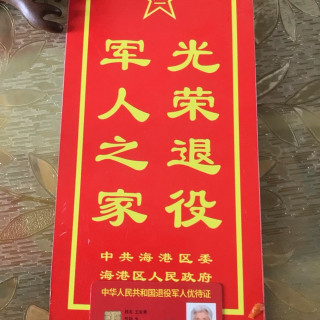 光荣退役
军人之家
中共海港区委
海港区人民政府
中华人民共和国退役军人优待证